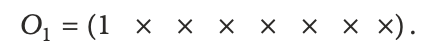 O₁ = (1 × × × × × × ×).